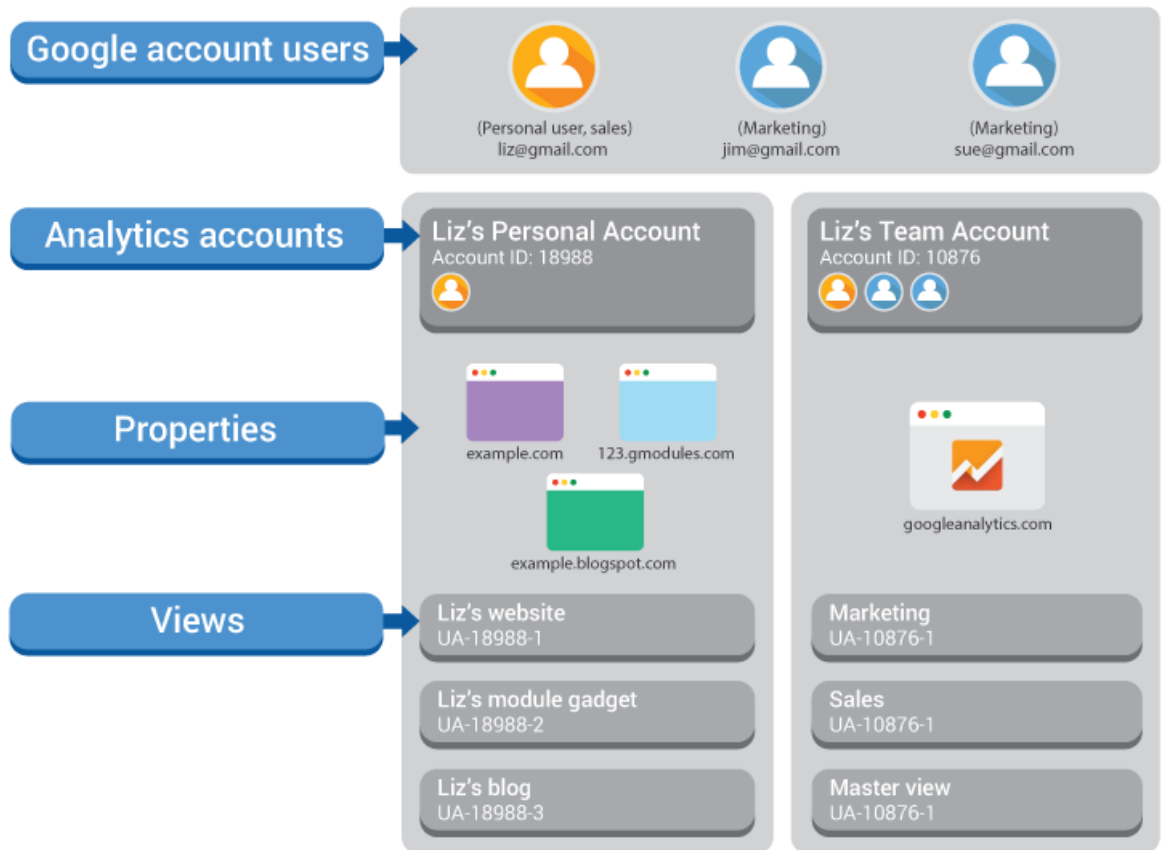 Google account users
(Personal user, sales)
liz@gmail.com
(Marketing)
jim@gmail.com
(Marketing)
sue@gmail.com
Analytics accounts
Liz's Personal Account
Account ID: 18988
Liz's Team Account
Account ID: 10876
Properties
example.com
123.gmodules.com
example.blogspot.com
googleanalytics.com
Views
Liz's website
UA-18988-1
Liz's module gadget
UA-18988-2
Liz's blog
UA-18988-3
Marketing
UA-10876-1
Sales
UA-10876-1
Master view
UA-10876-1